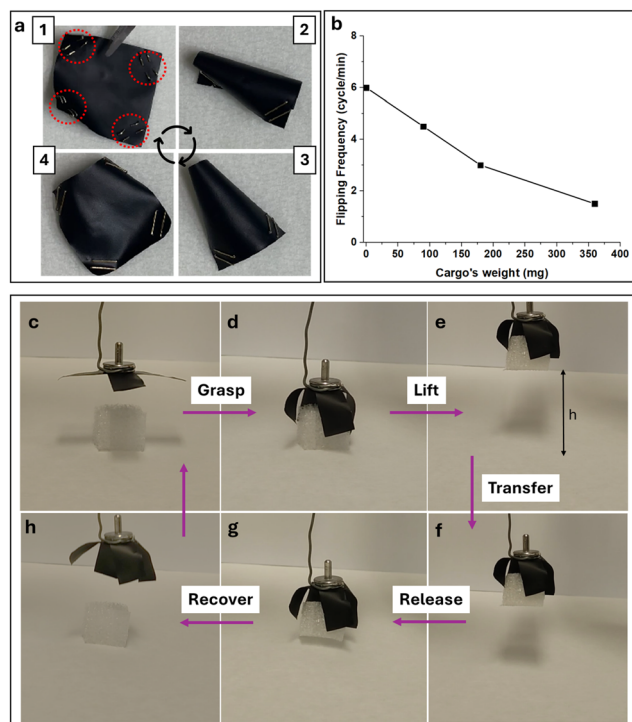 a
1
2
4
3
b
Flipping Frequency (cycle/min)
8
6
4
2
0
0 50 100 150 200 250 300 350 400
Cargo's weight (mg)
c
d
e
Grasp
Lift
h
Transfer
h
g
f
Recover
Release